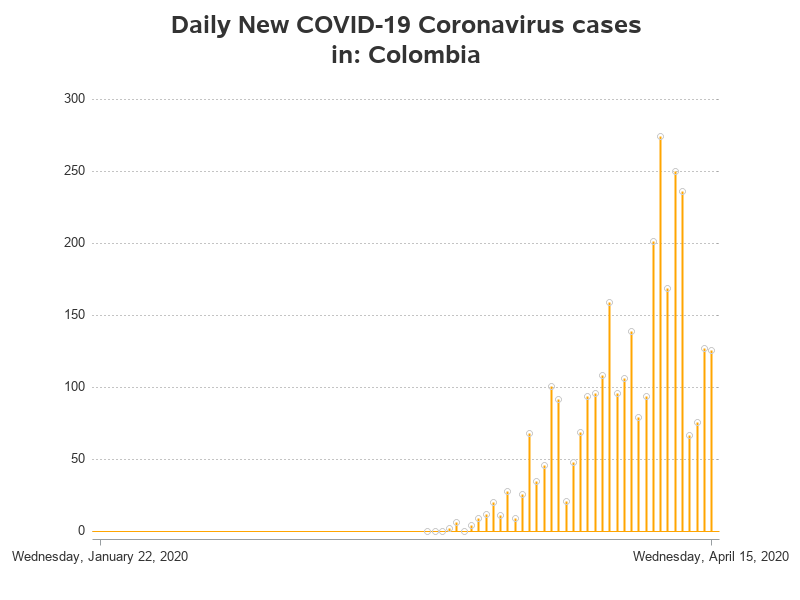 Daily New COVID-19 Coronavirus cases
in: Colombia
300
250
200
150
100
50
0
Wednesday, January 22, 2020
Wednesday, April 15, 2020